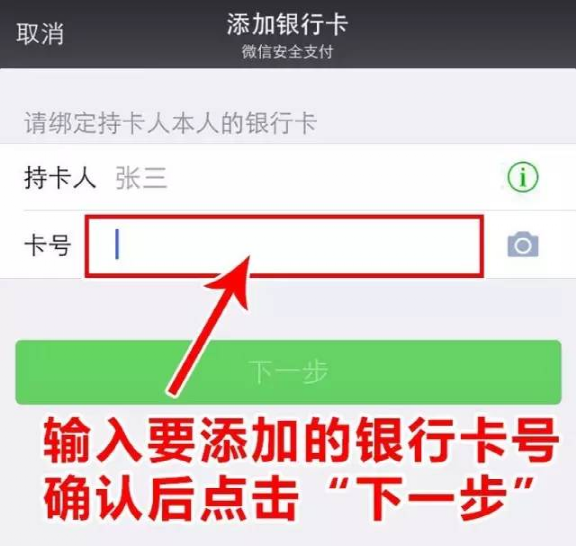 取消
添加银行卡
微信安全支付
请绑定持卡人本人的银行卡
持卡人 张三
卡号
下一步
输入要添加的银行卡号
确认后点击“下一步”